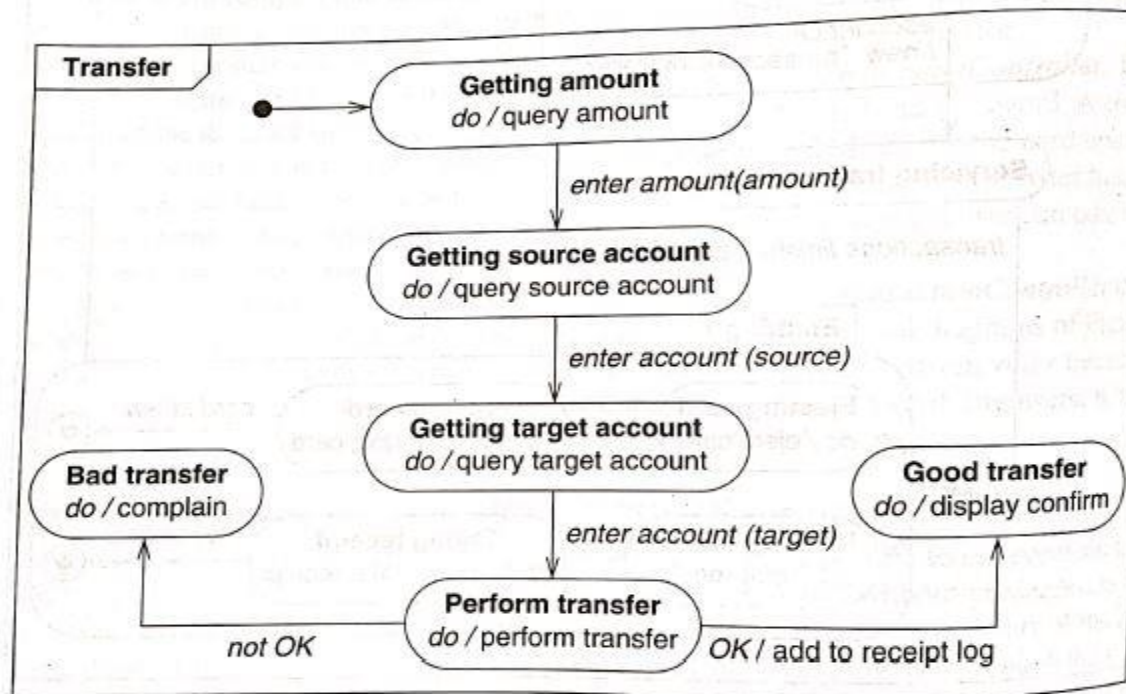 Transfer
Getting amount
do / query amount
enter amount(amount)
Getting source account
do / query source account
enter account (source)
Getting target account
do / query target account
Bad transfer
do / complain
Good transfer
do / display confirm
enter account (target)
Perform transfer
do / perform transfer
not OK
OK / add to receipt log